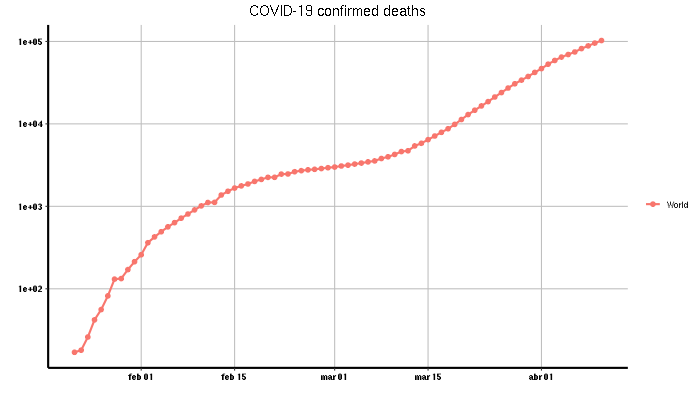 COVID-19 confirmed deaths
1e+05
1e+04
1e+03
1e+02
feb 01
feb 15
mar 01
mar 15
abr 01
World